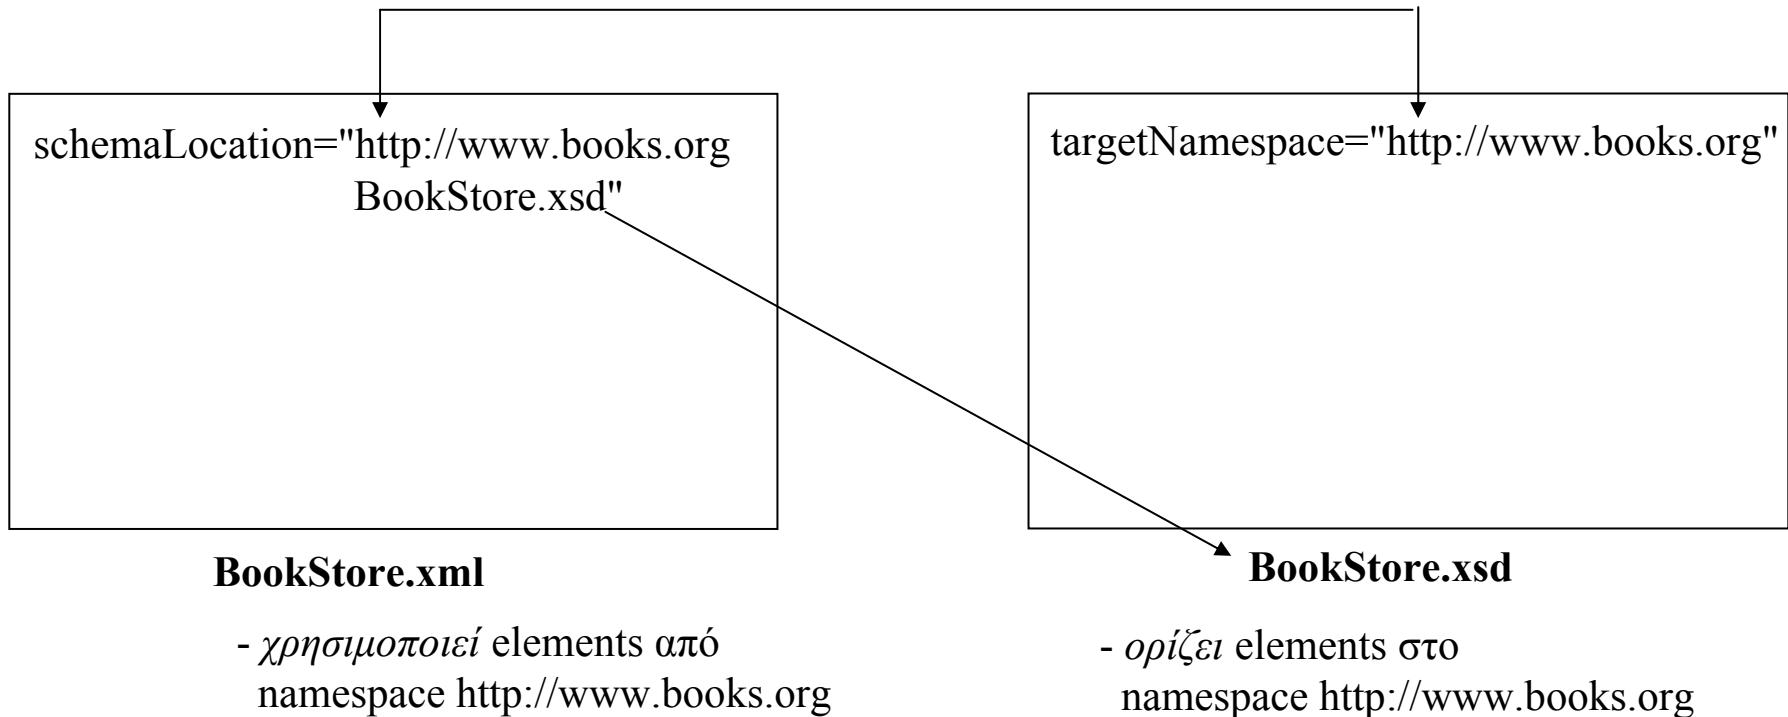 schemaLocation="http://www.books.org
BookStore.xsd"
targetNamespace="http://www.books.org"
BookStore.xml
- χρησιμοποιεί elements από
namespace http://www.books.org
BookStore.xsd
- ορίζει elements στο
namespace http://www.books.org